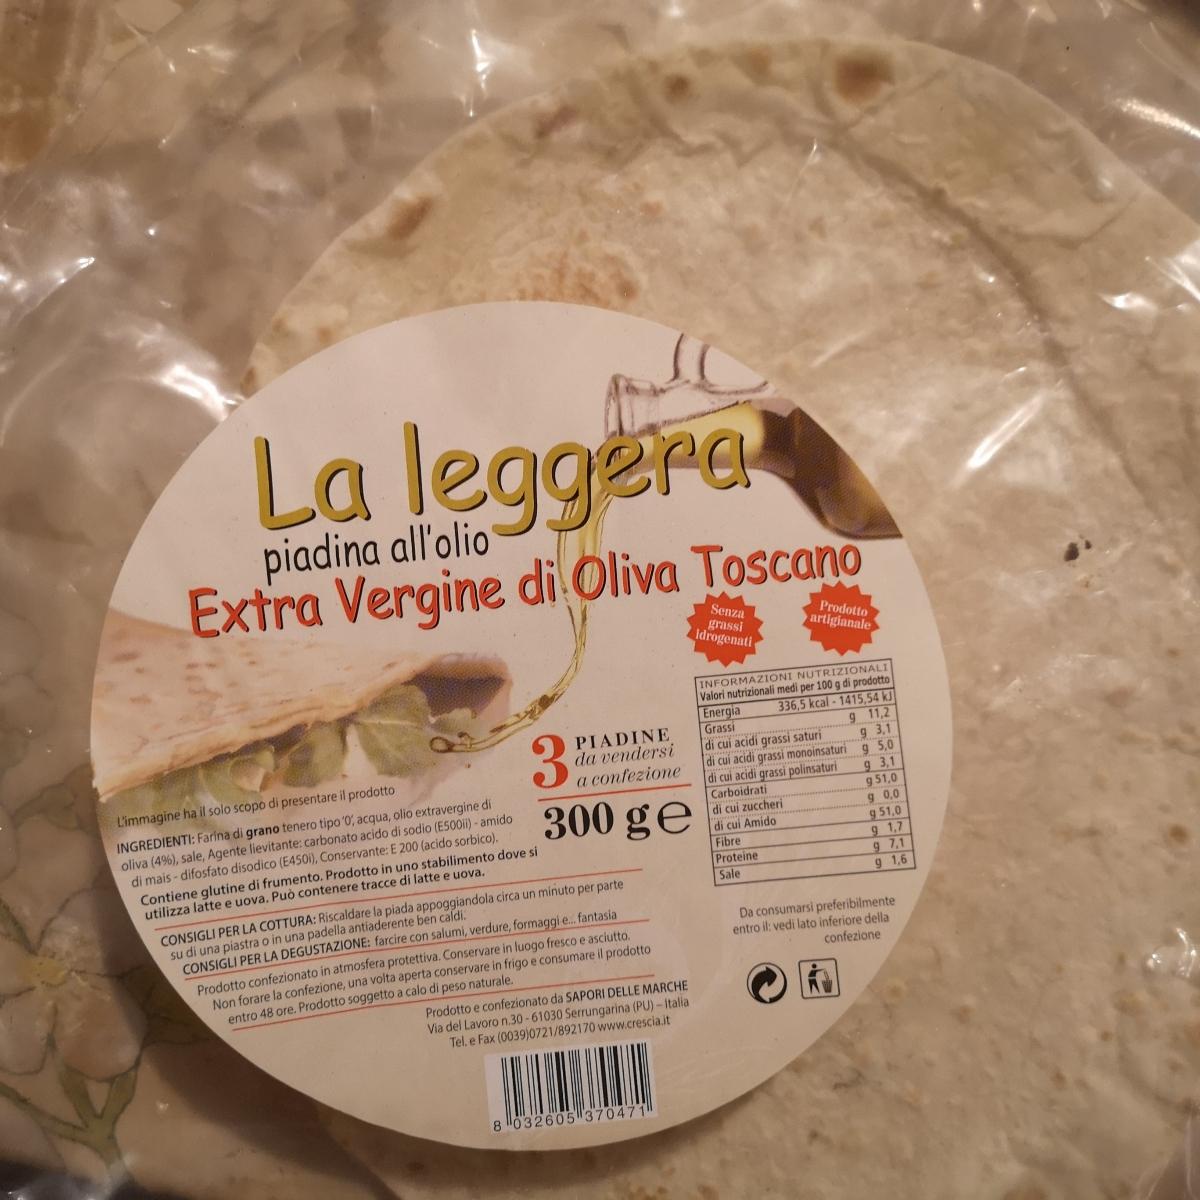 La leggera
piadina all'olio
Extra Vergine di Oliva Toscano
Senza
grassi
idrogenati
Prodotto
artigianale
INFORMAZIONI NUTRIZIONALI
Valori nutrizionali medi per 100 g di prodotto
Energia 336,5 kcal - 1415,54 kJ
Grassi g 11,2
di cui acidi grassi saturi g 3,1
di cui acidi grassi monoinsaturi g 5,0
di cui acidi grassi polinsaturi g 3,1
Carboidrati g 51,0
di cui zuccheri g 0,0
di cui Amido g 51,0
Fibre g 1,7
Proteine g 7,1
Sale g 1,6
3 PIADINE
da vendersi
a confezione
300 g e
L'immagine ha il solo scopo di presentare il prodotto
INGREDIENTI: Farina di grano tenero tipo '0', acqua, olio extravergine di
oliva (4%), sale, Agente lievitante: carbonato acido di sodio (E500ii) - amido
di mais - difosfato disodico (E450i), Conservante: E 200 (acido sorbico).
Contiene glutine di frumento. Prodotto in uno stabilimento dove si
utilizza latte e uova. Può contenere tracce di latte e uova.
CONSIGLI PER LA COTTURA: Riscaldare la piada appoggiandola circa un minuto per parte
su di una piastra o in una padella antiaderente ben caldi.
CONSIGLI PER LA DEGUSTAZIONE: farcire con salumi, verdure, formaggi e... fantasia
Prodotto confezionato in atmosfera protettiva. Conservare in luogo fresco e asciutto.
Non forare la confezione, una volta aperta conservare in frigo e consumare il prodotto
entro 48 ore. Prodotto soggetto a calo di peso naturale.
Da consumarsi preferibilmente
entro il: vedi lato inferiore della
confezione
Prodotto e confezionato da SAPORI DELLE MARCHE
Via del Lavoro n.30 - 61030 Serrungarina (PU) – Italia
Tel. e Fax (0039)0721/892170 www.crescia.it
8 032605 370471